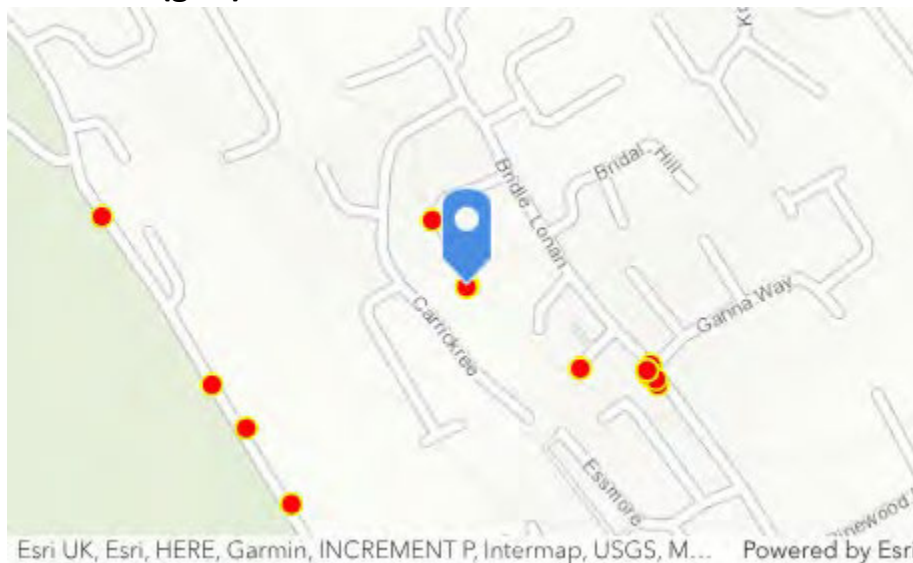 Bridle Lonan
Bridal Hill
Ganna Way
Carrickree
Essmore
Esri UK, Esri, HERE, Garmin, INCREMENT P, Intermap, USGS, M... Powered by Esri